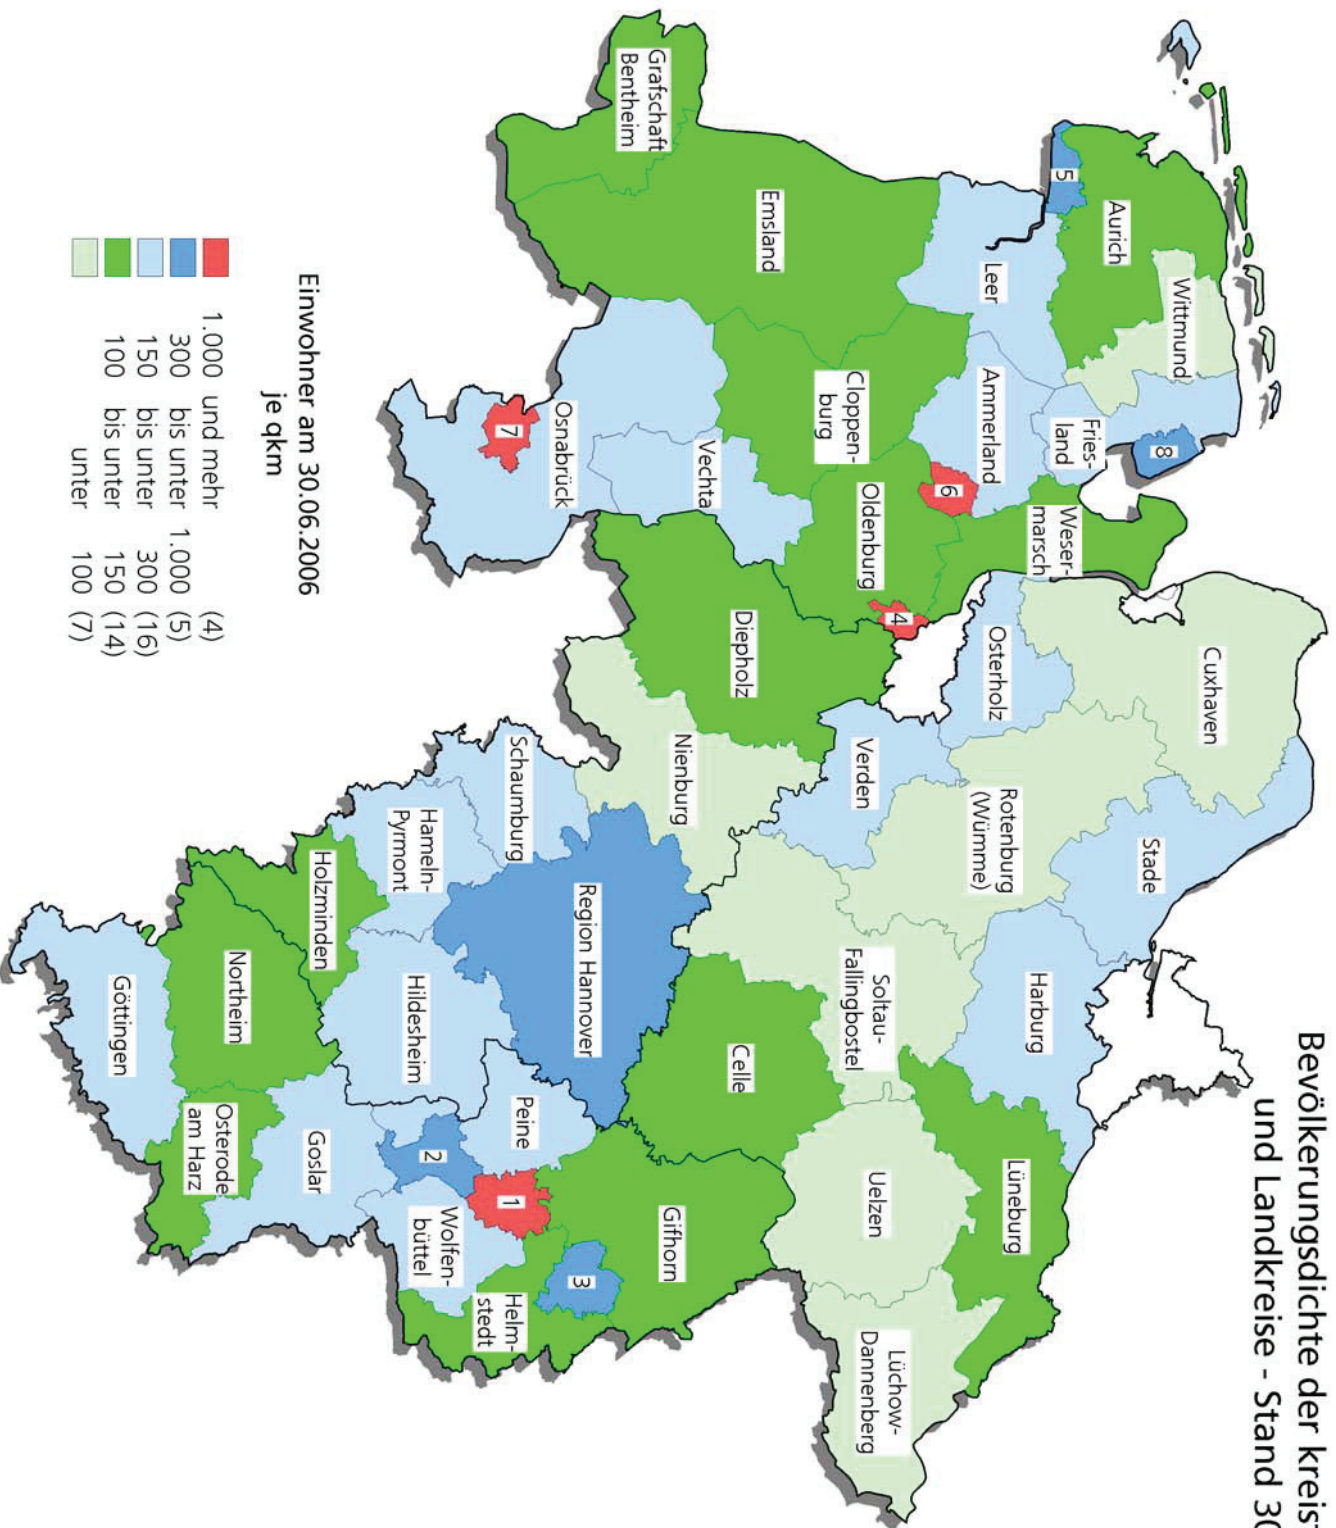 Bevölkerungsdichte der kreis
und Landkreise - Stand 30
Cuxhaven
Stade
Wittmund
Aurich
5
8
Fries-
land
Weser-
marsch
Osterholz
Rotenburg
(Wümme)
Harburg
Lüneburg
Leer
Ammerland
6
Oldenburg
4
Verden
Soltau-
Fallingbostel
Uelzen
Lüchow-
Dannenberg
Emsland
Cloppen-
burg
Vechta
Diepholz
Nienburg
Celle
Gifhorn
Grafschaft
Bentheim
Osnabrück
7
Schaumburg
Region Hannover
Peine
1
3
Helm-
stedt
Hameln-
Pyrmont
Hildesheim
2
Wolfen-
büttel
Holzminden
Goslar
Northeim
Osterode
am Harz
Göttingen
Einwohner am 30.06.2006
je qkm
1.000 und mehr (4)
300 bis unter 1.000 (5)
150 bis unter 300 (16)
100 bis unter 150 (14)
unter 100 (7)